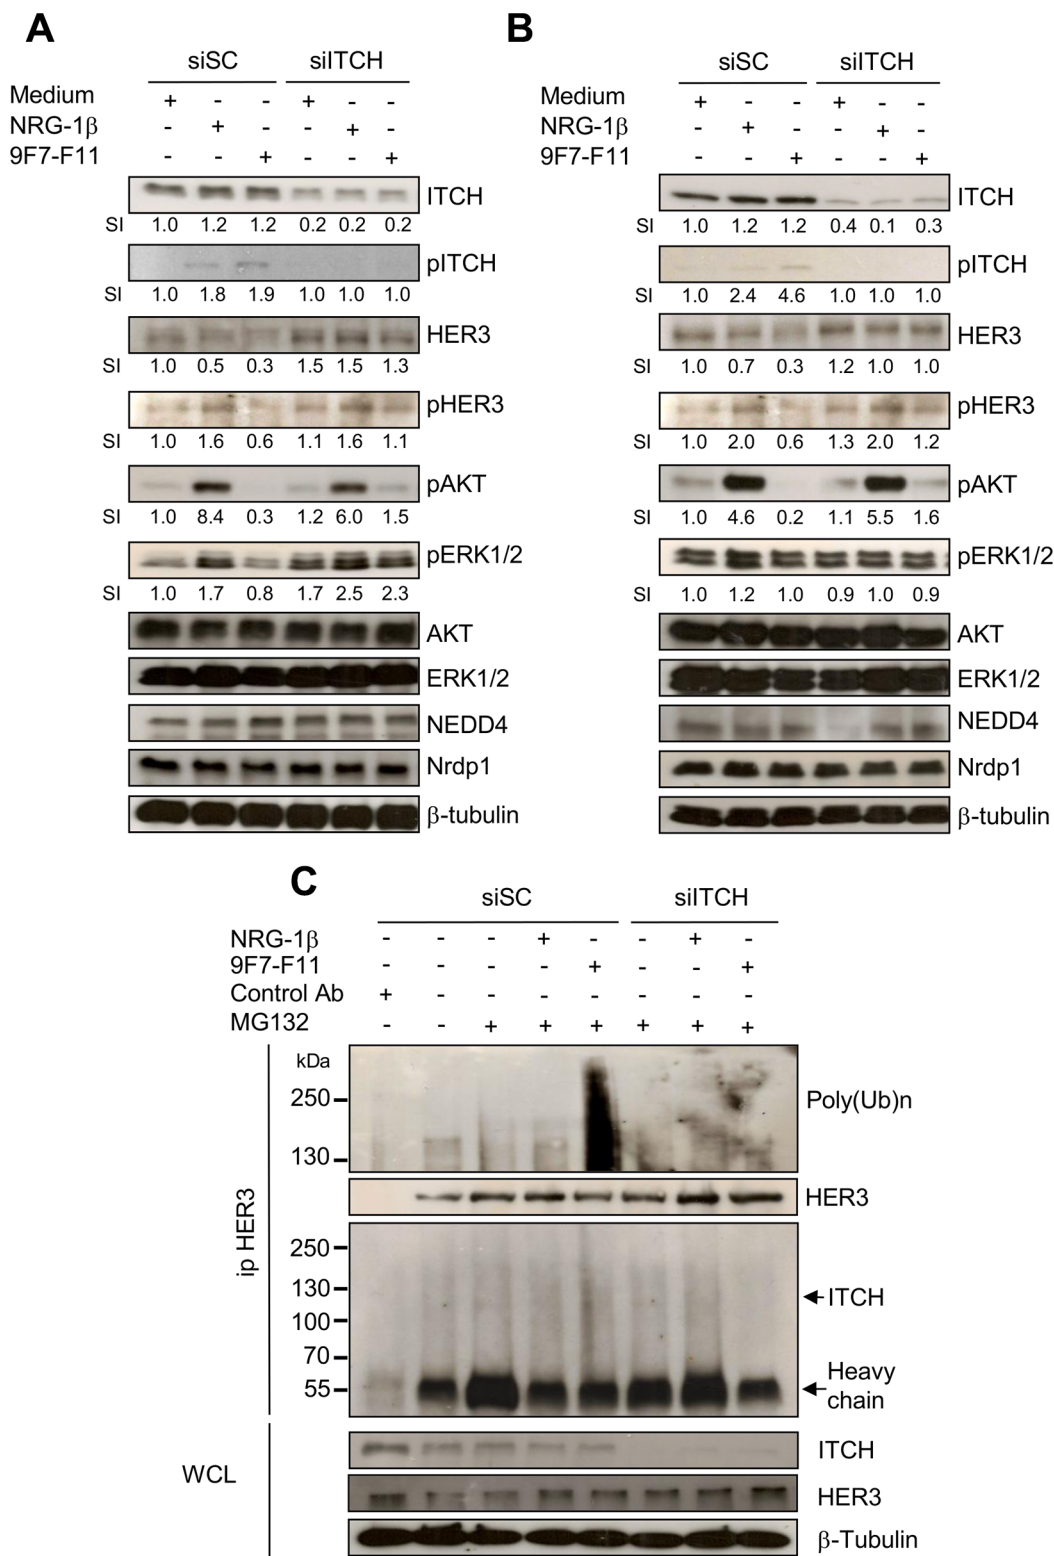 A
siSC siITCH
Medium + - - + - -
NRG-1β - + - - + -
9F7-F11 - - + - - +
ITCH
SI 1.0 1.2 1.2 0.2 0.2 0.2
pITCH
SI 1.0 1.8 1.9 1.0 1.0 1.0
HER3
SI 1.0 0.5 0.3 1.5 1.5 1.3
pHER3
SI 1.0 1.6 0.6 1.1 1.6 1.1
pAKT
SI 1.0 8.4 0.3 1.2 6.0 1.5
pERK1/2
SI 1.0 1.7 0.8 1.7 2.5 2.3
AKT
ERK1/2
NEDD4
Nrdp1
β-tubulin
B
siSC siITCH
Medium + - - + - -
NRG-1β - + - - + -
9F7-F11 - - + - - +
ITCH
SI 1.0 1.2 1.2 0.4 0.1 0.3
pITCH
SI 1.0 2.4 4.6 1.0 1.0 1.0
HER3
SI 1.0 0.7 0.3 1.2 1.0 1.0
pHER3
SI 1.0 2.0 0.6 1.3 2.0 1.2
pAKT
SI 1.0 4.6 0.2 1.1 5.5 1.6
pERK1/2
SI 1.0 1.2 1.0 0.9 1.0 0.9
AKT
ERK1/2
NEDD4
Nrdp1
β-tubulin
C
siSC siITCH
NRG-1β - - - + - - + -
9F7-F11 - - - - + - - +
Control Ab + - - - - - - -
MG132 - - + + + + + +
ip HER3
kDa
250
Poly(Ub)n
130
HER3
250
130
ITCH
100
70
55
Heavy
chain
WCL
ITCH
HER3
β-Tubulin